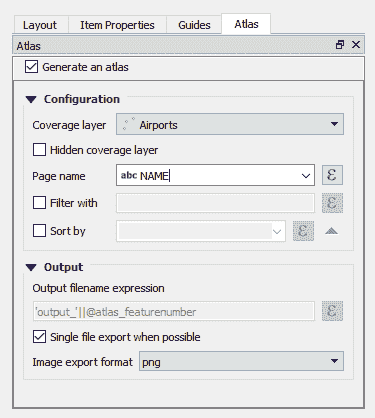 Layout Item Properties Guides Atlas
Atlas
Generate an atlas
Configuration
Coverage layer Airports
Hidden coverage layer
Page name abc NAME ε
Filter with ε
Sort by ε
Output
Output filename expression
'output_'||@atlas_featurenumber ε
Single file export when possible
Image export format png